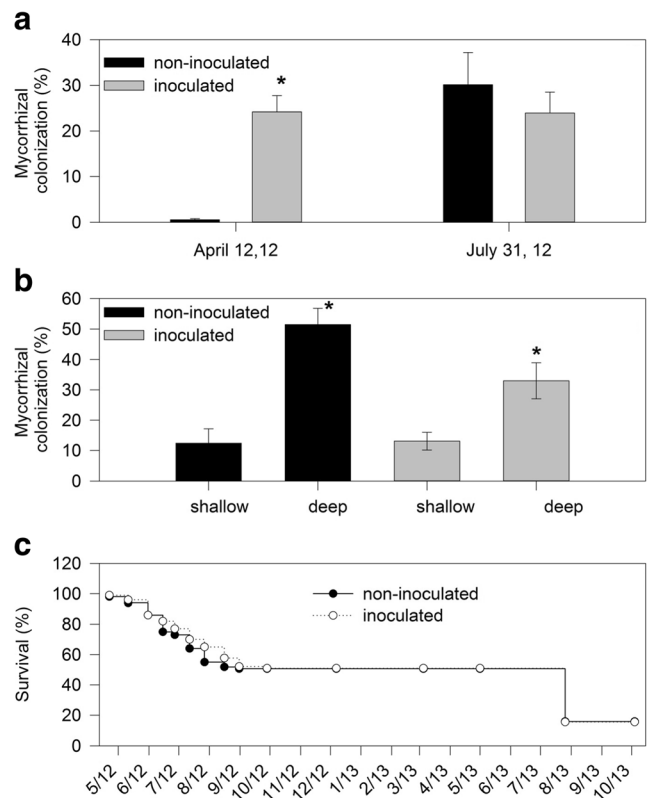 a
Mycorrhizal
colonization (%)
40
30
20
10
0
non-inoculated
inoculated
*
April 12,12
July 31, 12
b
Mycorrhizal
colonization (%)
60
50
40
30
20
10
0
non-inoculated
inoculated
*
*
shallow
deep
shallow
deep
c
Survival (%)
120
100
80
60
40
20
0
non-inoculated
inoculated
5/12
6/12
7/12
8/12
9/12
10/12
11/12
12/12
1/13
2/13
3/13
4/13
5/13
6/13
7/13
8/13
9/13
10/13